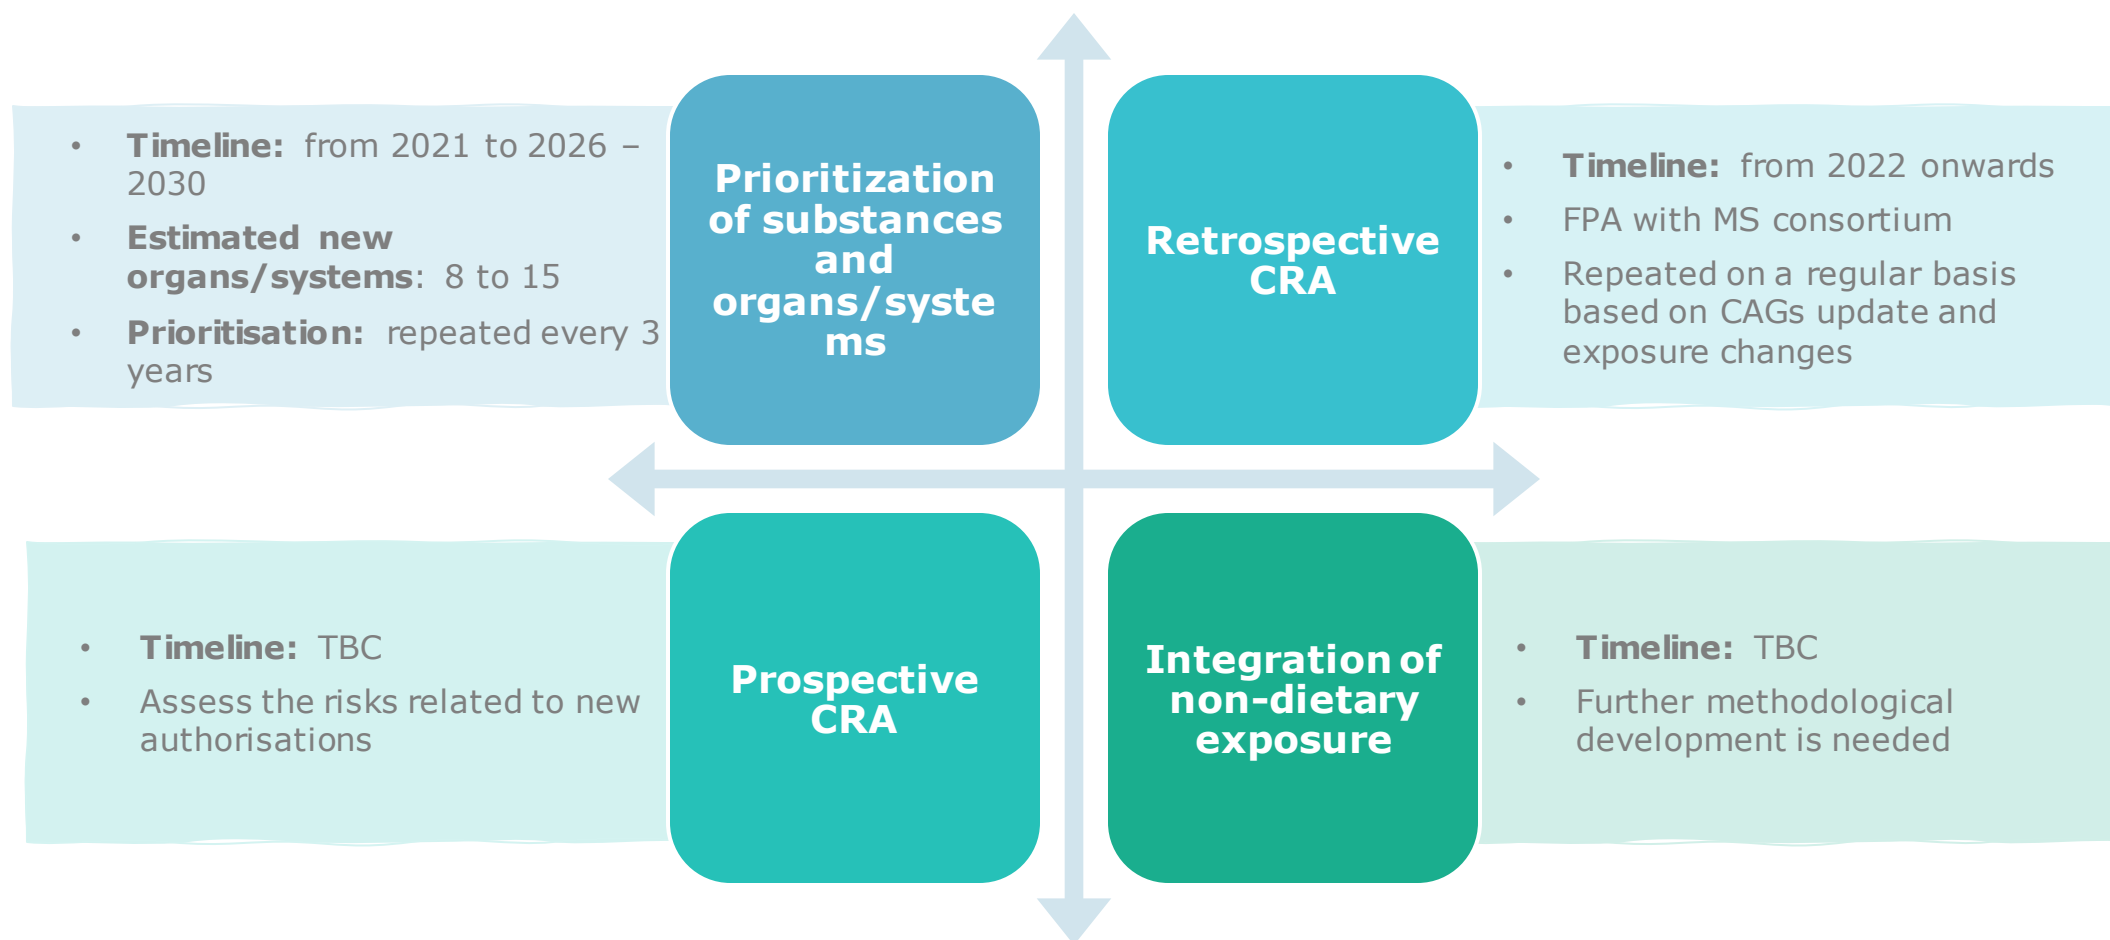 • Timeline: from 2021 to 2026 –
2030
• Estimated new
organs/systems: 8 to 15
• Prioritisation: repeated every 3
years
Prioritization
of substances
and
organs/syste
ms
Retrospective
CRA
• Timeline: from 2022 onwards
• FPA with MS consortium
• Repeated on a regular basis
based on CAGs update and
exposure changes
• Timeline: TBC
• Assess the risks related to new
authorisations
Prospective
CRA
Integration of
non-dietary
exposure
• Timeline: TBC
• Further methodological
development is needed